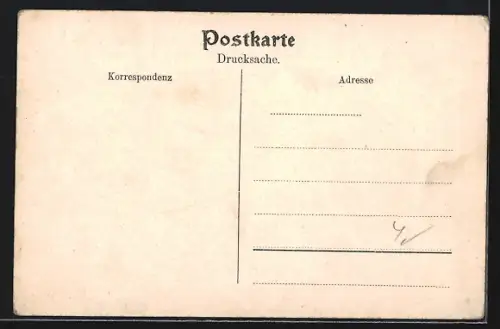 Postkarte
Drucksache.
Korrespondenz
Adresse